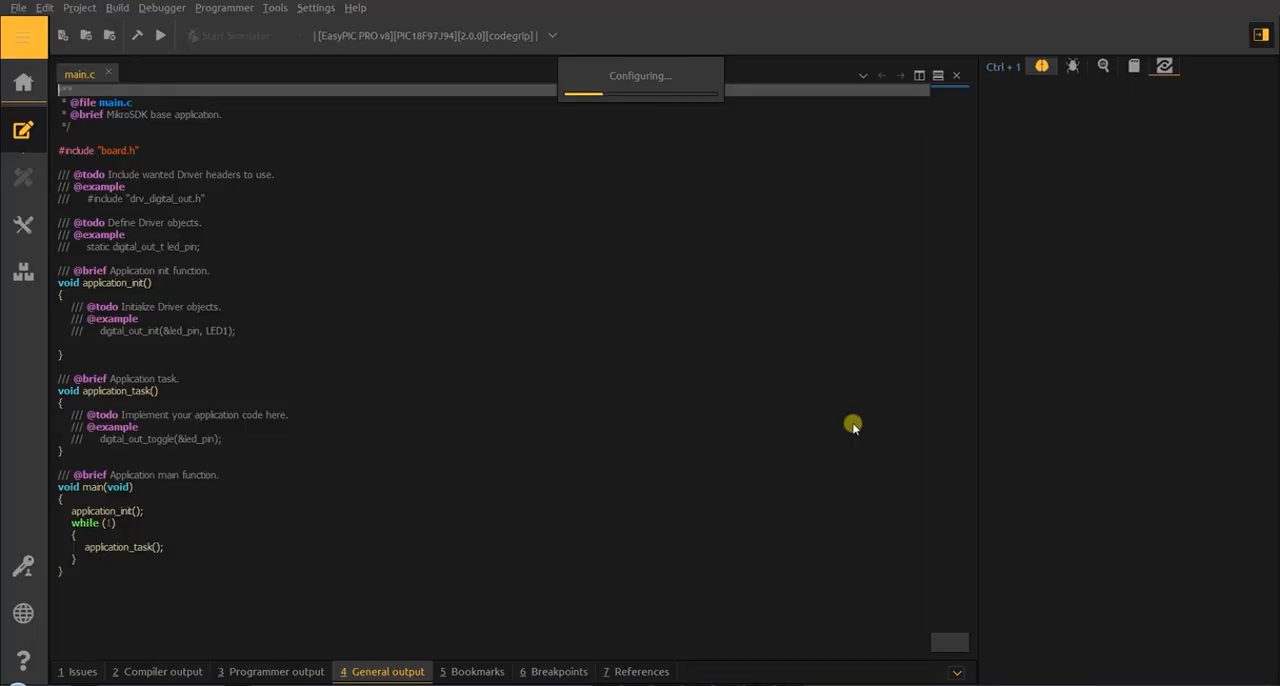 File Edit Project Build Debugger Programmer Tools Settings Help
Start Simulator | [EasyPIC PRO v8][PIC18F97J94][2.0.0][codegrip] |
Configuring...
main.c
Ctrl + 1
/**
* @file main.c
* @brief MikroSDK base application.
*/
#include "board.h"
/// @todo Include wanted Driver headers to use.
/// @example
/// #include "drv_digital_out.h"
/// @todo Define Driver objects.
/// @example
/// static digital_out_t led_pin;
/// @brief Application init function.
void application_init()
{
/// @todo Initialize Driver objects.
/// @example
/// digital_out_init(&led_pin, LED1);
}
/// @brief Application task.
void application_task()
{
/// @todo Implement your application code here.
/// @example
/// digital_out_toggle(&led_pin);
}
/// @brief Application main function.
void main(void)
{
application_init();
while (1)
{
application_task();
}
}
1 Issues 2 Compiler output 3 Programmer output 4 General output 5 Bookmarks 6 Breakpoints 7 References